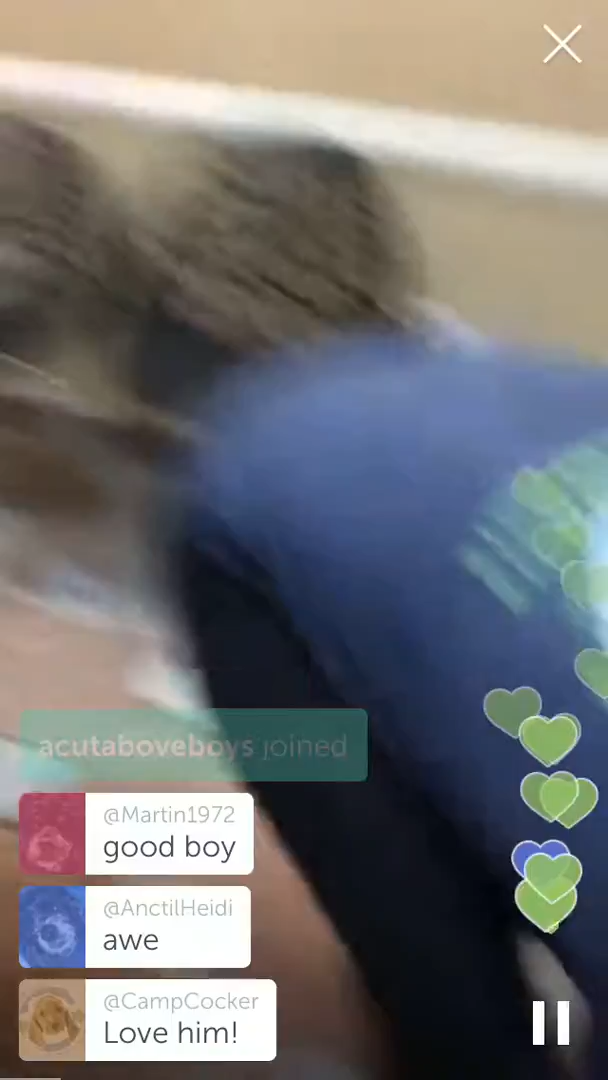 acutaboveboys joined
@Martin1972
good boy
@AnctilHeidi
awe
@CampCocker
Love him!